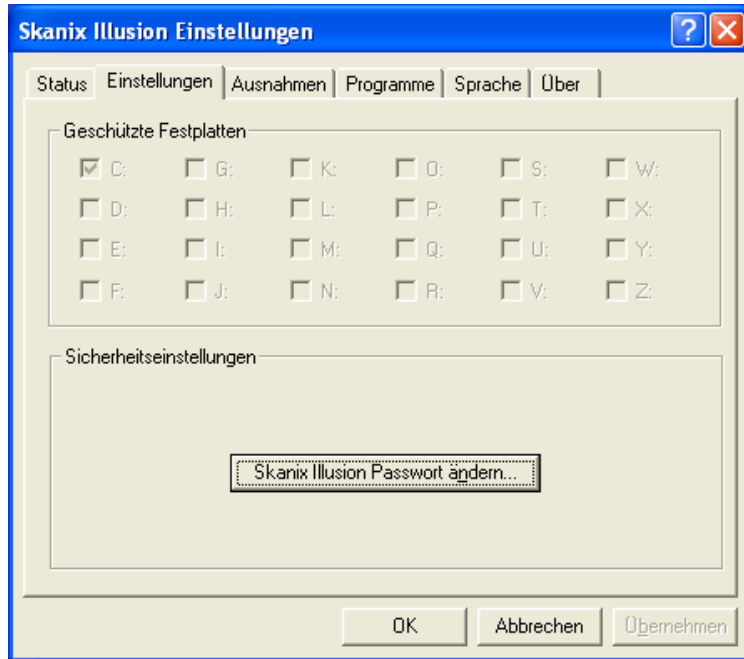 Skanix Illusion Einstellungen
Status Einstellungen Ausnahmen Programme Sprache Über
Geschützte Festplatten
C: G: K: O: S: W:
D: H: L: P: T: X:
E: I: M: Q: U: Y:
F: J: N: R: V: Z:
Sicherheitseinstellungen
Skanix Illusion Passwort ändern...
OK Abbrechen Übernehmen